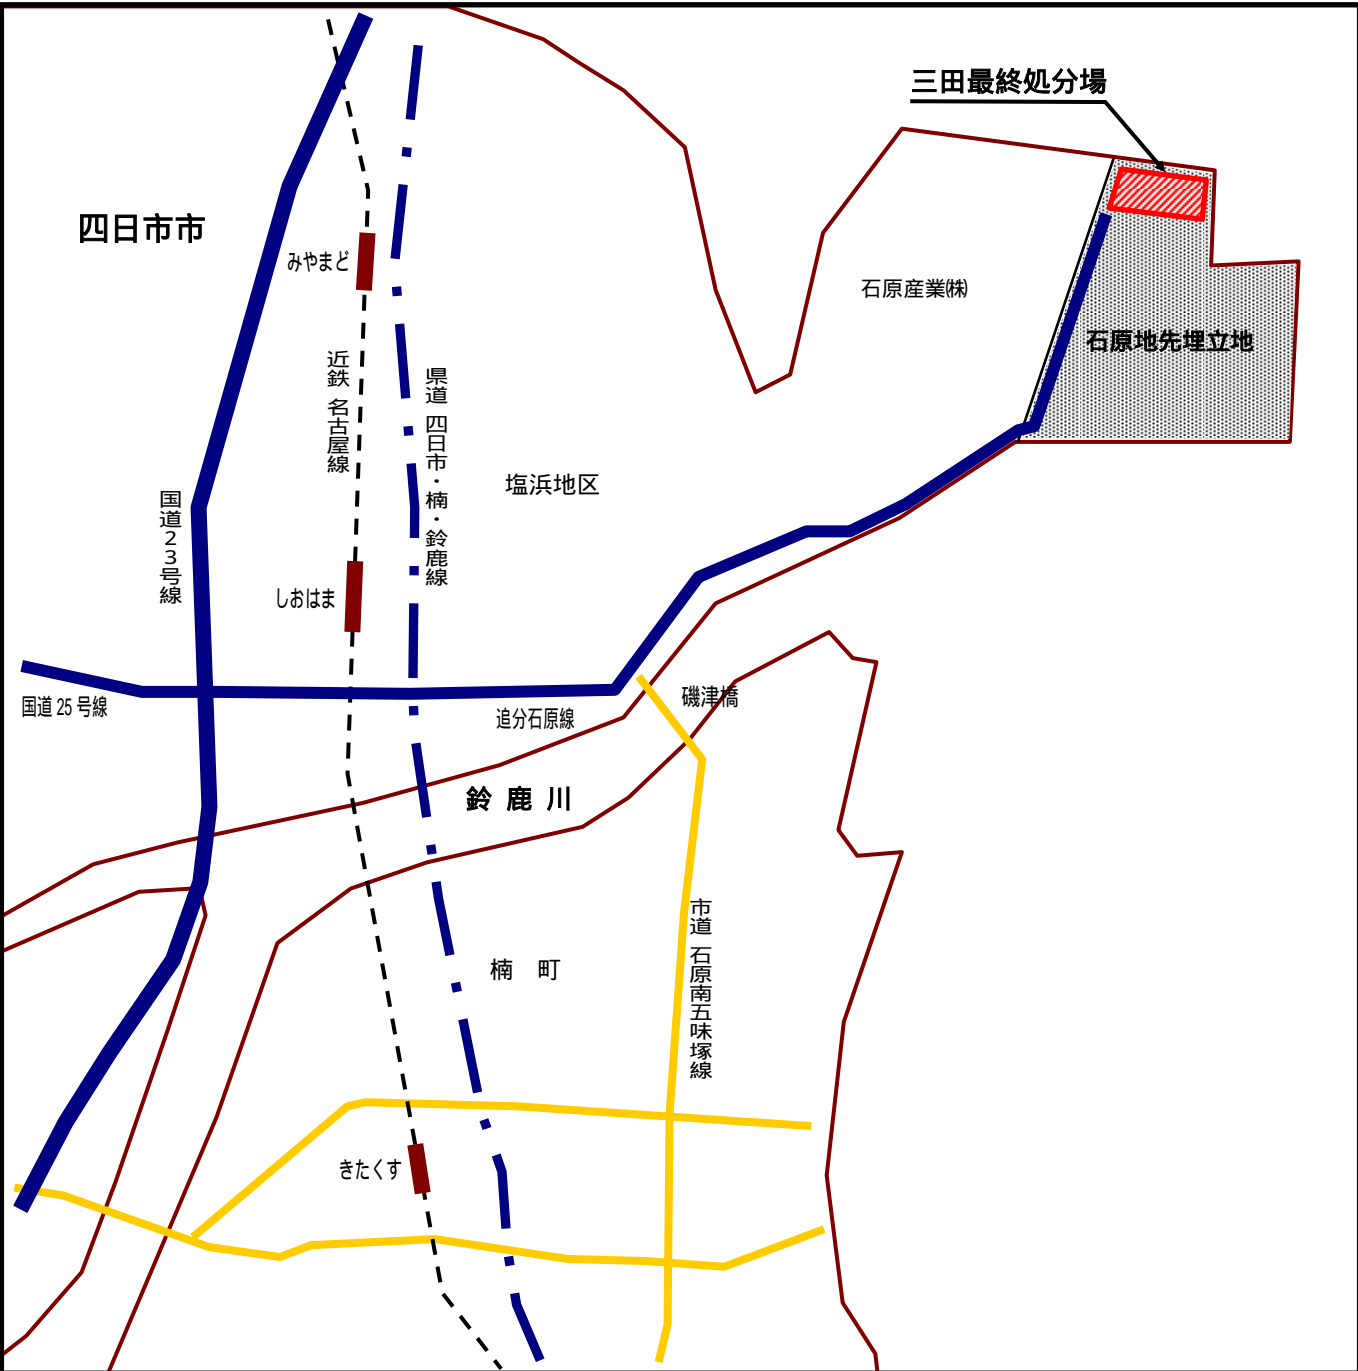 三田最終処分場
四日市市
みやまど
石原産業㈱
石原地先埋立地
近鉄 名古屋線
県道 四日市・楠・鈴鹿線
塩浜地区
国道23号線
しおはま
国道 25 号線
追分石原線
磯津橋
鈴 鹿 川
市道 石原南五味塚線
楠 町
きたくす